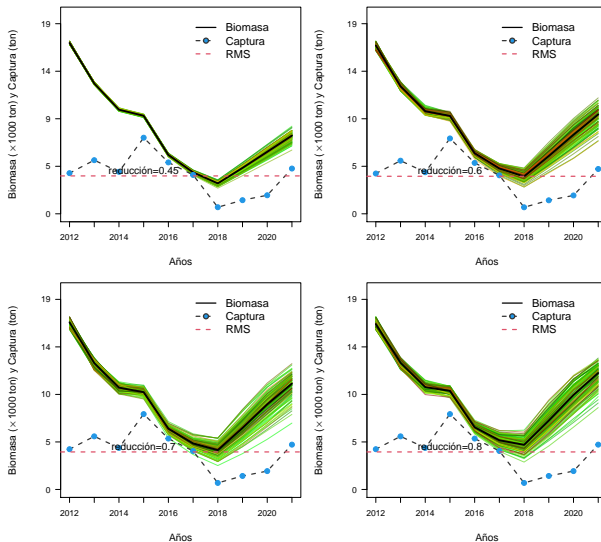 19
14
9
5
0
Biomasa (×1000 ton) y Captura (ton)
Biomasa
Captura
RMS
reducción=0.45
2012
2014
2016
2018
2020
Años
19
14
9
5
0
Biomasa (×1000 ton) y Captura (ton)
Biomasa
Captura
RMS
reducción=0.6
2012
2014
2016
2018
2020
Años
19
14
10
5
0
Biomasa (×1000 ton) y Captura (ton)
Biomasa
Captura
RMS
reducción=0.7
2012
2014
2016
2018
2020
Años
19
14
10
5
0
Biomasa (×1000 ton) y Captura (ton)
Biomasa
Captura
RMS
reducción=0.8
2012
2014
2016
2018
2020
Años